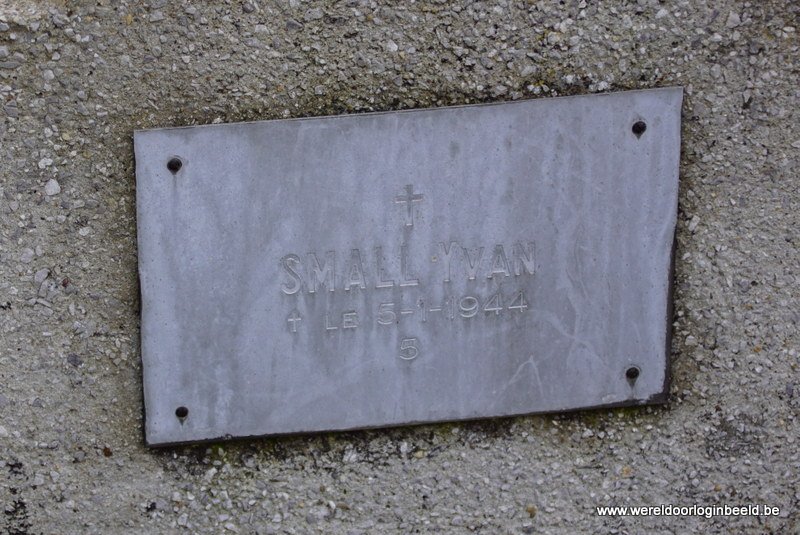 ✝
SMALL YVAN
✝ LE 5-1-1944
5
www.wereldoorloginbeeld.be